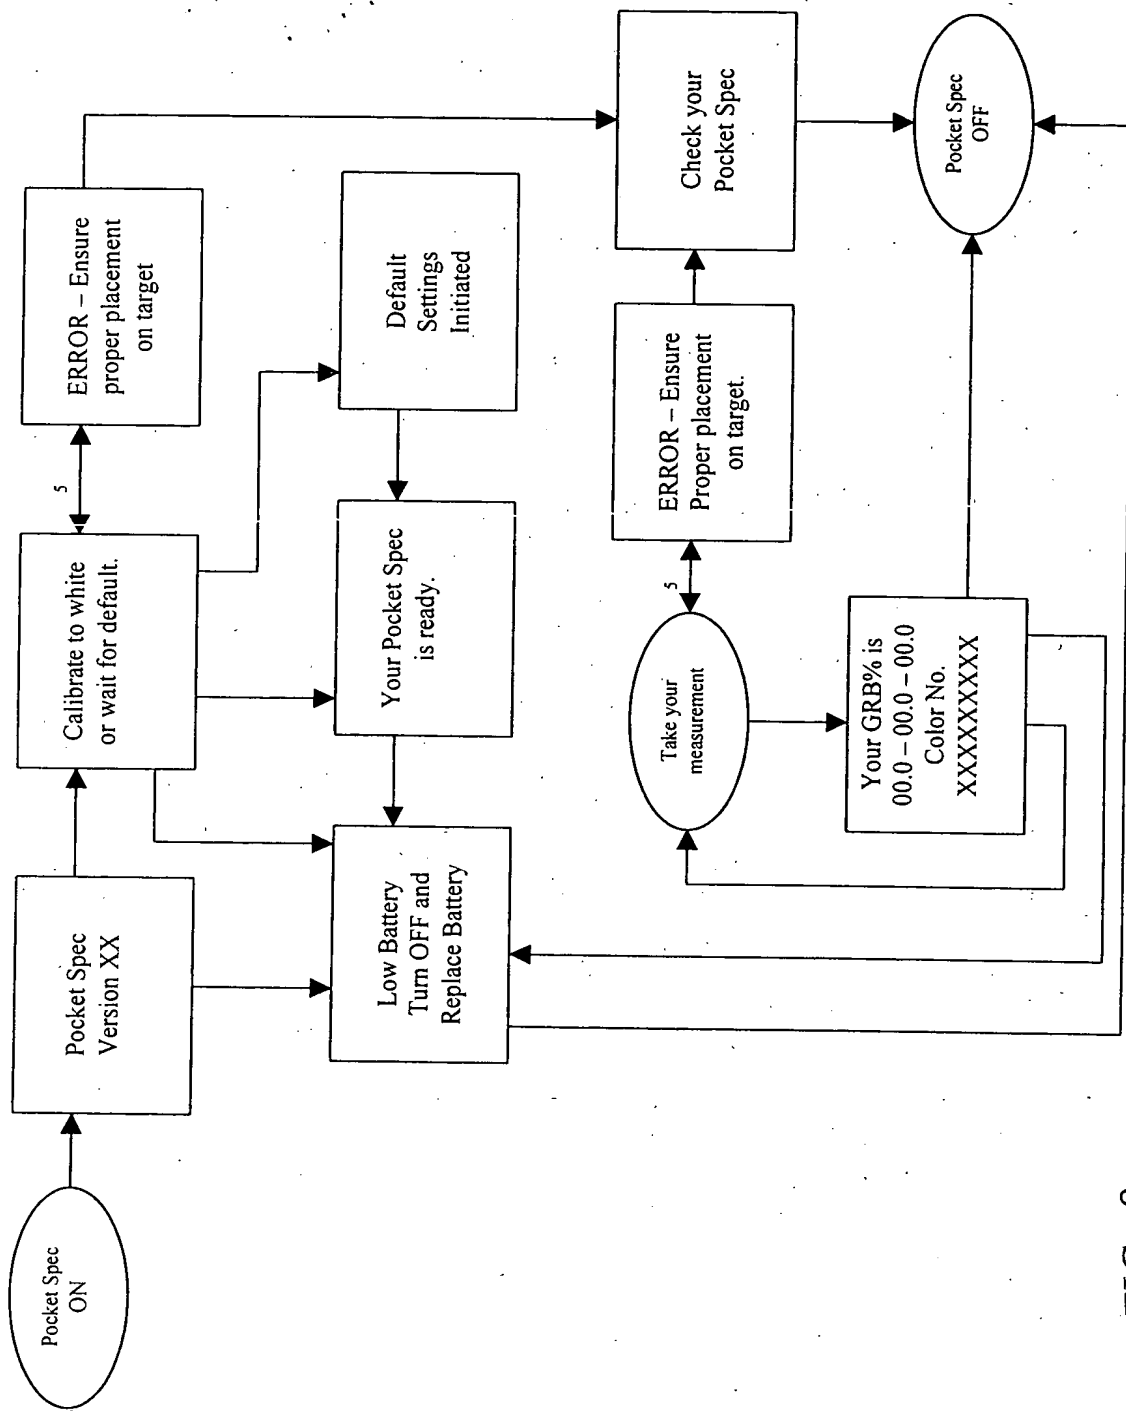 Pocket Spec
ON
Pocket Spec
Version XX
Calibrate to white
or wait for default.
5
ERROR – Ensure
proper placement
on target
Low Battery
Turn OFF and
Replace Battery
Your Pocket Spec
is ready.
Default
Settings
Initiated
Take your
measurement
5
ERROR – Ensure
Proper placement
on target.
Check your
Pocket Spec
Your GRB% is
00.0 – 00.0 – 00.0
Color No.
XXXXXXXXX
Pocket Spec
OFF